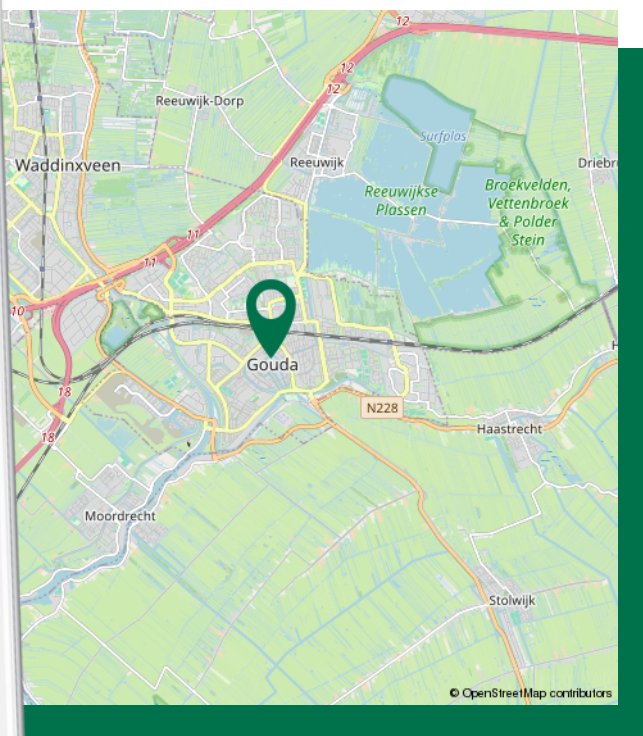 12
12
12
Reeuwijk-Dorp
Surfplas
Waddinxveen
Reeuwijk
Reeuwijkse
Plassen
Broekvelden,
Vettenbroek
& Polder
Stein
Driebru
11
11
10
Gouda
18
N228
18
Haastrecht
H
Moordrecht
Stolwijk
© OpenStreetMap contributors